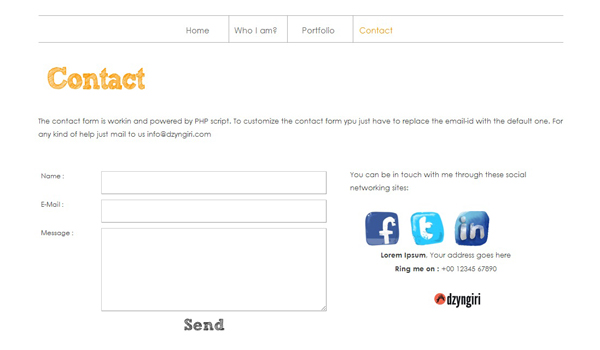 Home Who I am? Portfolio Contact
Contact
The contact form is workin and powered by PHP script. To customize the contact form ypu just have to replace the email-id with the default one. For
any kind of help just mail to us info@dzyngiri.com
Name :
E-Mail :
Message :
Send
You can be in touch with me through these social
networking sites:
f t in
Lorem Ipsum. Your address goes here
Ring me on : +00 12345 67890
dzyngiri